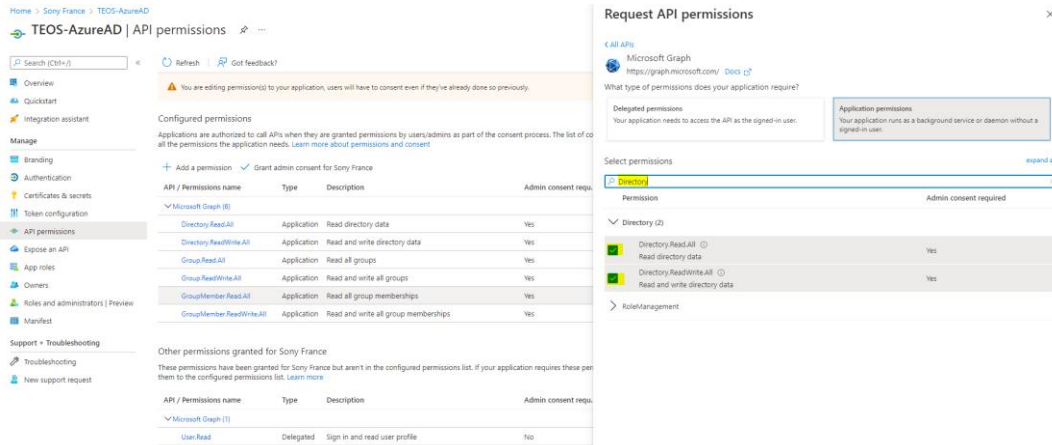 Home > Sony France > TEOS-AzureAD
TEOS-AzureAD | API permissions
Search (Ctrl+/)
Overview
Quickstart
Integration assistant
Manage
Branding
Authentication
Certificates & secrets
Token configuration
API permissions
Expose an API
App roles
Owners
Roles and administrators | Preview
Manifest
Support + Troubleshooting
Troubleshooting
New support request
Refresh | Got feedback?
You are editing permission(s) to your application, users will have to consent even if they've already done so previously.
Configured permissions
Applications are authorized to call APIs when they are granted permissions by users/admins as part of the consent process. The list of co
all the permissions the application needs. Learn more about permissions and consent
+ Add a permission ✓ Grant admin consent for Sony France
API / Permissions name Type Description Admin consent requ.
Microsoft Graph (6)
Directory.Read.All Application Read directory data Yes
Directory.ReadWrite.All Application Read and write directory data Yes
Group.Read.All Application Read all groups Yes
Group.ReadWrite.All Application Read and write all groups Yes
GroupMember.Read.All Application Read all group memberships Yes
GroupMember.ReadWrite.All Application Read and write all group memberships Yes
Other permissions granted for Sony France
These permissions have been granted for Sony France but aren't in the configured permissions list. If your application requires these per
them to the configured permissions list. Learn more
API / Permissions name Type Description Admin consent requ.
Microsoft Graph (1)
User.Read Delegated Sign in and read user profile No
Request API permissions
< All APIs
Microsoft Graph
https://graph.microsoft.com/ Docs
What type of permissions does your application require?
Delegated permissions
Your application needs to access the API as the signed-in user.
Application permissions
Your application runs as a background service or daemon without a
signed-in user.
Select permissions expand a
Directory
Permission Admin consent required
Directory (2)
Directory.Read.All
Read directory data
Yes
Directory.ReadWrite.All
Read and write directory data
Yes
RoleManagement